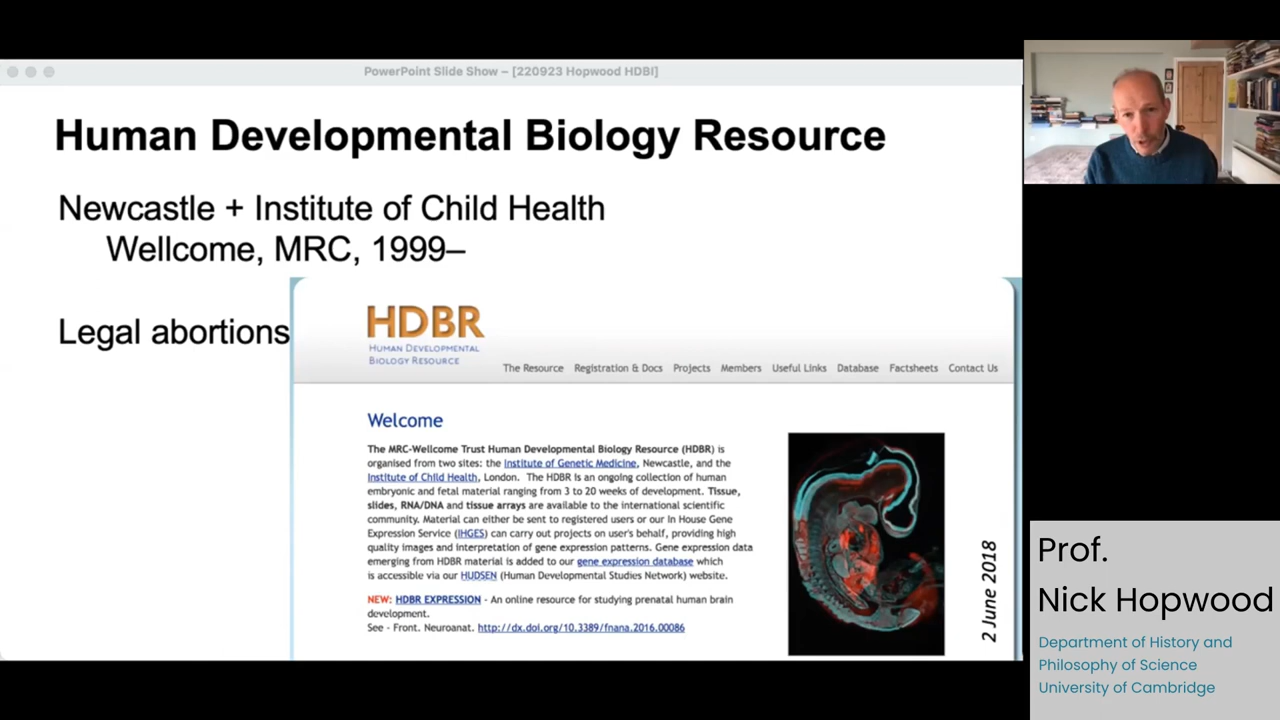 PowerPoint Slide Show – [220923 Hopwood HDBI]
Human Developmental Biology Resource
Newcastle + Institute of Child Health
Wellcome, MRC, 1999–
Legal abortions
HDBR
HUMAN DEVELOPMENTAL
BIOLOGY RESOURCE
The Resource Registration & Docs Projects Members Useful Links Database Factsheets Contact Us
Welcome
The MRC-Wellcome Trust Human Developmental Biology Resource (HDBR) is
organised from two sites: the Institute of Genetic Medicine, Newcastle, and the
Institute of Child Health, London. The HDBR is an ongoing collection of human
embryonic and fetal material ranging from 3 to 20 weeks of development. Tissue,
slides, RNA/DNA and tissue arrays are available to the international scientific
community. Material can either be sent to registered users or our In House Gene
Expression Service (IHGES) can carry out projects on user's behalf, providing high
quality images and interpretation of gene expression patterns. Gene expression data
emerging from HDBR material is added to our gene expression database which
is accessible via our HUDSEN (Human Developmental Studies Network) website.
NEW: HDBR EXPRESSION - An online resource for studying prenatal human brain
development.
See - Front. Neuroanat. http://dx.doi.org/10.3389/fnana.2016.00086
2 June 2018
Prof.
Nick Hopwood
Department of History and
Philosophy of Science
University of Cambridge